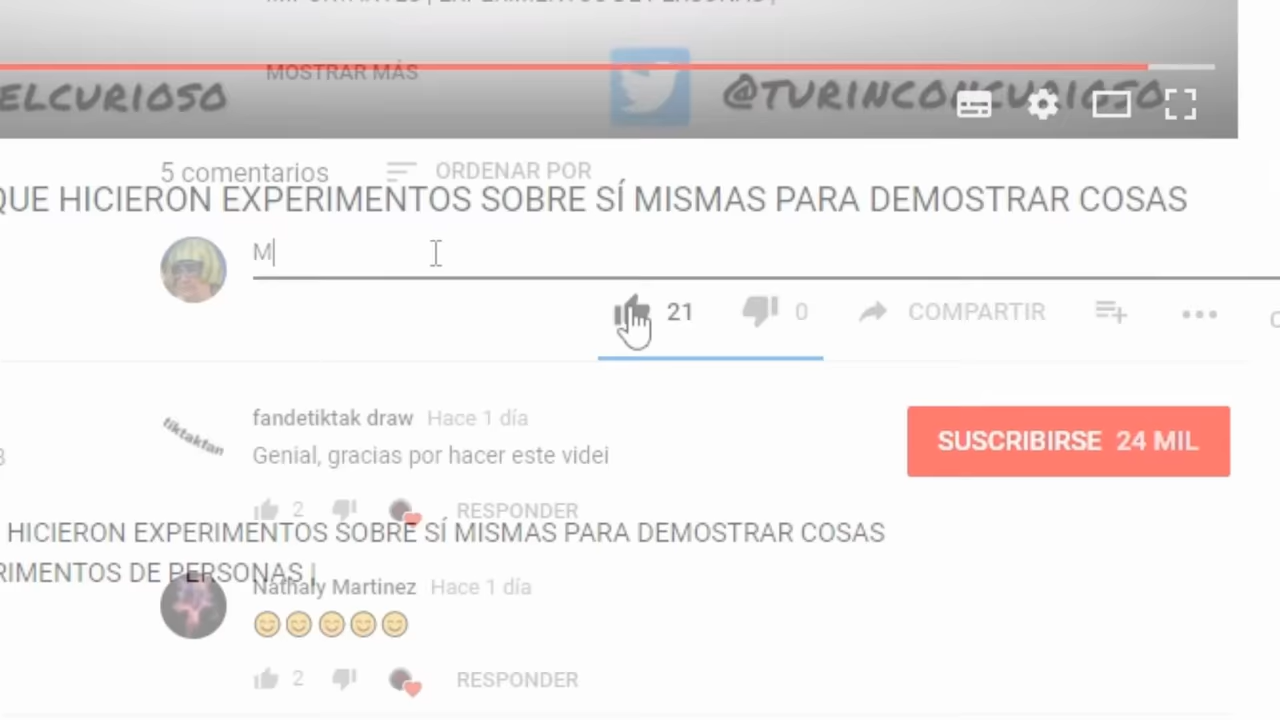 MOSTRAR MÁS
ELCURIOSO
@TURINCONCURIOSO
5 comentarios
ORDENAR POR
QUE HICIERON EXPERIMENTOS SOBRE SÍ MISMAS PARA DEMOSTRAR COSAS
M
21
0
COMPARTIR
fandetiktak draw Hace 1 día
SUSCRIBIRSE 24 MIL
Genial, gracias por hacer este videi
2
RESPONDER
HICIERON EXPERIMENTOS SOBRE SÍ MISMAS PARA DEMOSTRAR COSAS
RIMENTOS DE PERSONAS |
Nathaly Martinez Hace 1 día
2
RESPONDER